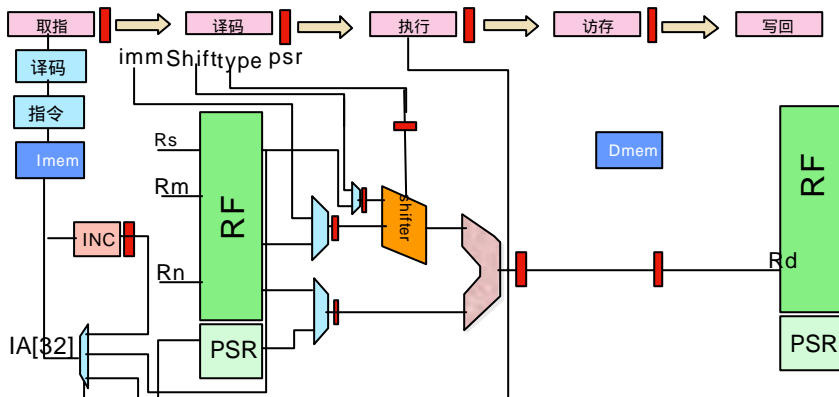 取指
译码
执行
访存
写回
imm Shift type psr
译码
指令
Imem
Rs
Rm
Rn
RF
shifter
Dmem
RF
INC
Rd
IA[32]
PSR
PSR